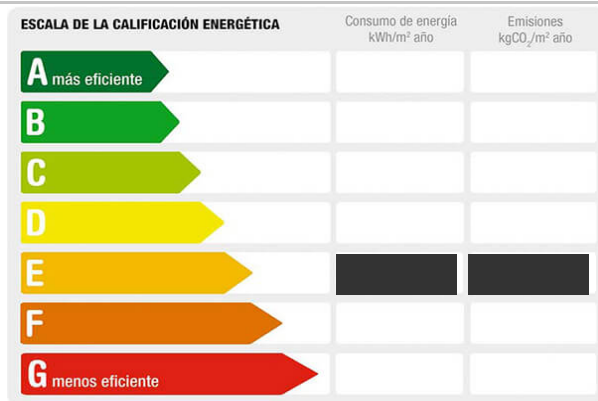 ESCALA DE LA CALIFICACIÓN ENERGÉTICA
Consumo de energía
kWh/m² año
Emisiones
kgCO₂/m² año
A más eficiente
B
C
D
E
F
G menos eficiente